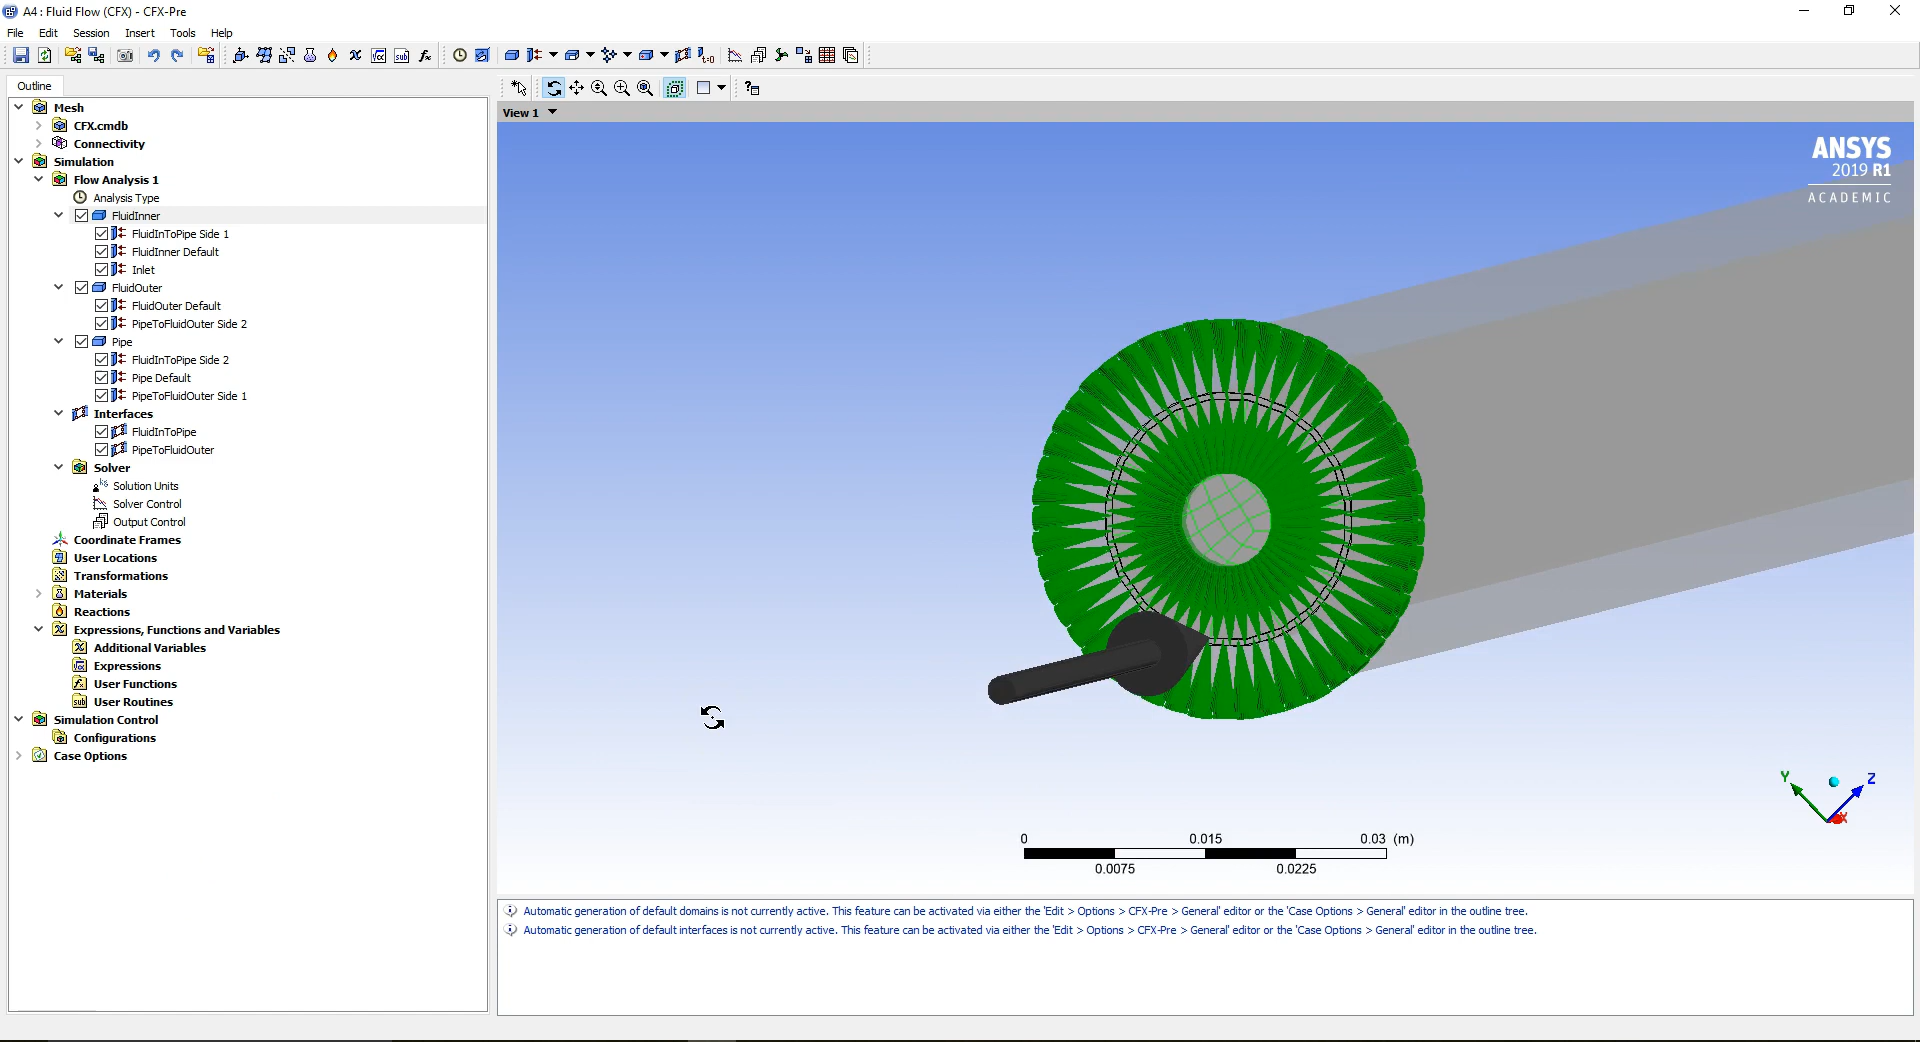 A4 : Fluid Flow (CFX) - CFX-Pre
File Edit Session Insert Tools Help
Outline
Mesh
CFX.cmdb
Connectivity
Simulation
Flow Analysis 1
Analysis Type
FluidInner
FluidInToPipe Side 1
FluidInner Default
Inlet
FluidOuter
FluidOuter Default
PipeToFluidOuter Side 2
Pipe
FluidInToPipe Side 2
Pipe Default
PipeToFluidOuter Side 1
Interfaces
FluidInToPipe
PipeToFluidOuter
Solver
Solution Units
Solver Control
Output Control
Coordinate Frames
User Locations
Transformations
Materials
Reactions
Expressions, Functions and Variables
Additional Variables
Expressions
User Functions
User Routines
Simulation Control
Configurations
Case Options
View 1
ANSYS
2019 R1
ACADEMIC
Y Z
X
0 0.015 0.03 (m)
0.0075 0.0225
Automatic generation of default domains is not currently active. This feature can be activated via either the 'Edit > Options > CFX-Pre > General' editor or the 'Case Options > General' editor in the outline tree.
Automatic generation of default interfaces is not currently active. This feature can be activated via either the 'Edit > Options > CFX-Pre > General' editor or the 'Case Options > General' editor in the outline tree.